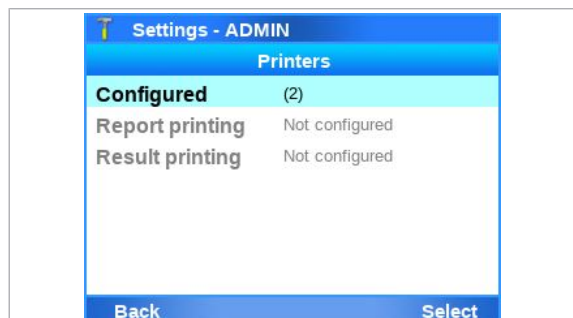 Settings - ADMIN
Printers
Configured (2)
Report printing Not configured
Result printing Not configured
Back Select